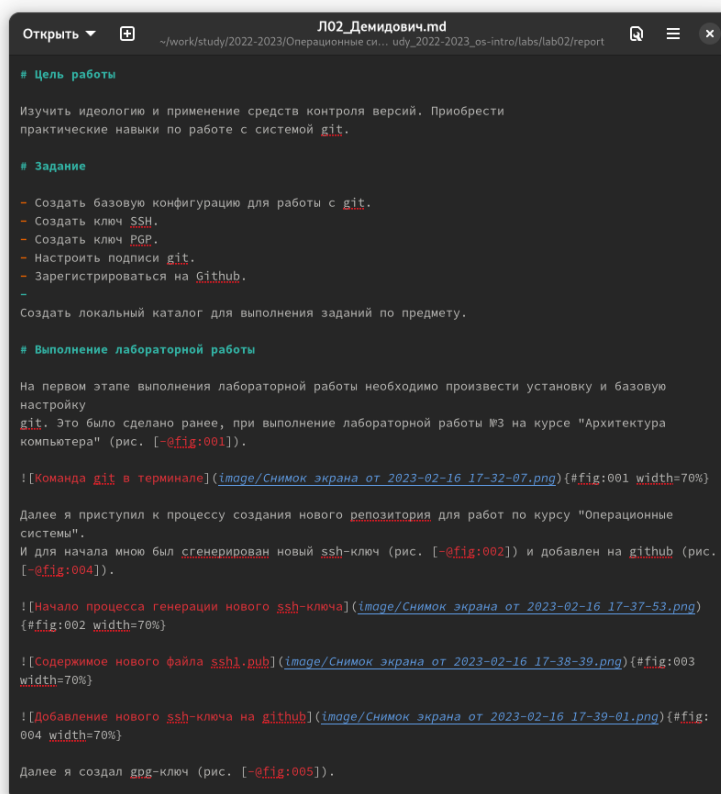 Открыть
Л02_Демидович.md
~/work/study/2022-2023/Операционные си... udy_2022-2023_os-intro/labs/lab02/report
# Цель работы
Изучить идеологию и применение средств контроля версий. Приобрести
практические навыки по работе с системой git.
# Задание
- Создать базовую конфигурацию для работы с git.
- Создать ключ SSH.
- Создать ключ PGP.
- Настроить подписи git.
- Зарегистрироваться на Github.
-
Создать локальный каталог для выполнения заданий по предмету.
# Выполнение лабораторной работы
На первом этапе выполнения лабораторной работы необходимо произвести установку и базовую
настройку
git. Это было сделано ранее, при выполнение лабораторной работы №3 на курсе "Архитектура
компьютера" (рис. [-@fig:001]).
![Команда git в терминале](image/Снимок экрана от 2023-02-16 17-32-07.png){#fig:001 width=70%}
Далее я приступил к процессу создания нового репозитория для работ по курсу "Операционные
системы".
И для начала мною был сгенерирован новый ssh-ключ (рис. [-@fig:002]) и добавлен на github (рис.
[-@fig:004]).
![Начало процесса генерации нового ssh-ключа](image/Снимок экрана от 2023-02-16 17-37-53.png)
{#fig:002 width=70%}
![Содержимое нового файла ssh1.pub](image/Снимок экрана от 2023-02-16 17-38-39.png){#fig:003
width=70%}
![Добавление нового ssh-ключа на github](image/Снимок экрана от 2023-02-16 17-39-01.png){#fig:
004 width=70%}
Далее я создал gpg-ключ (рис. [-@fig:005]).